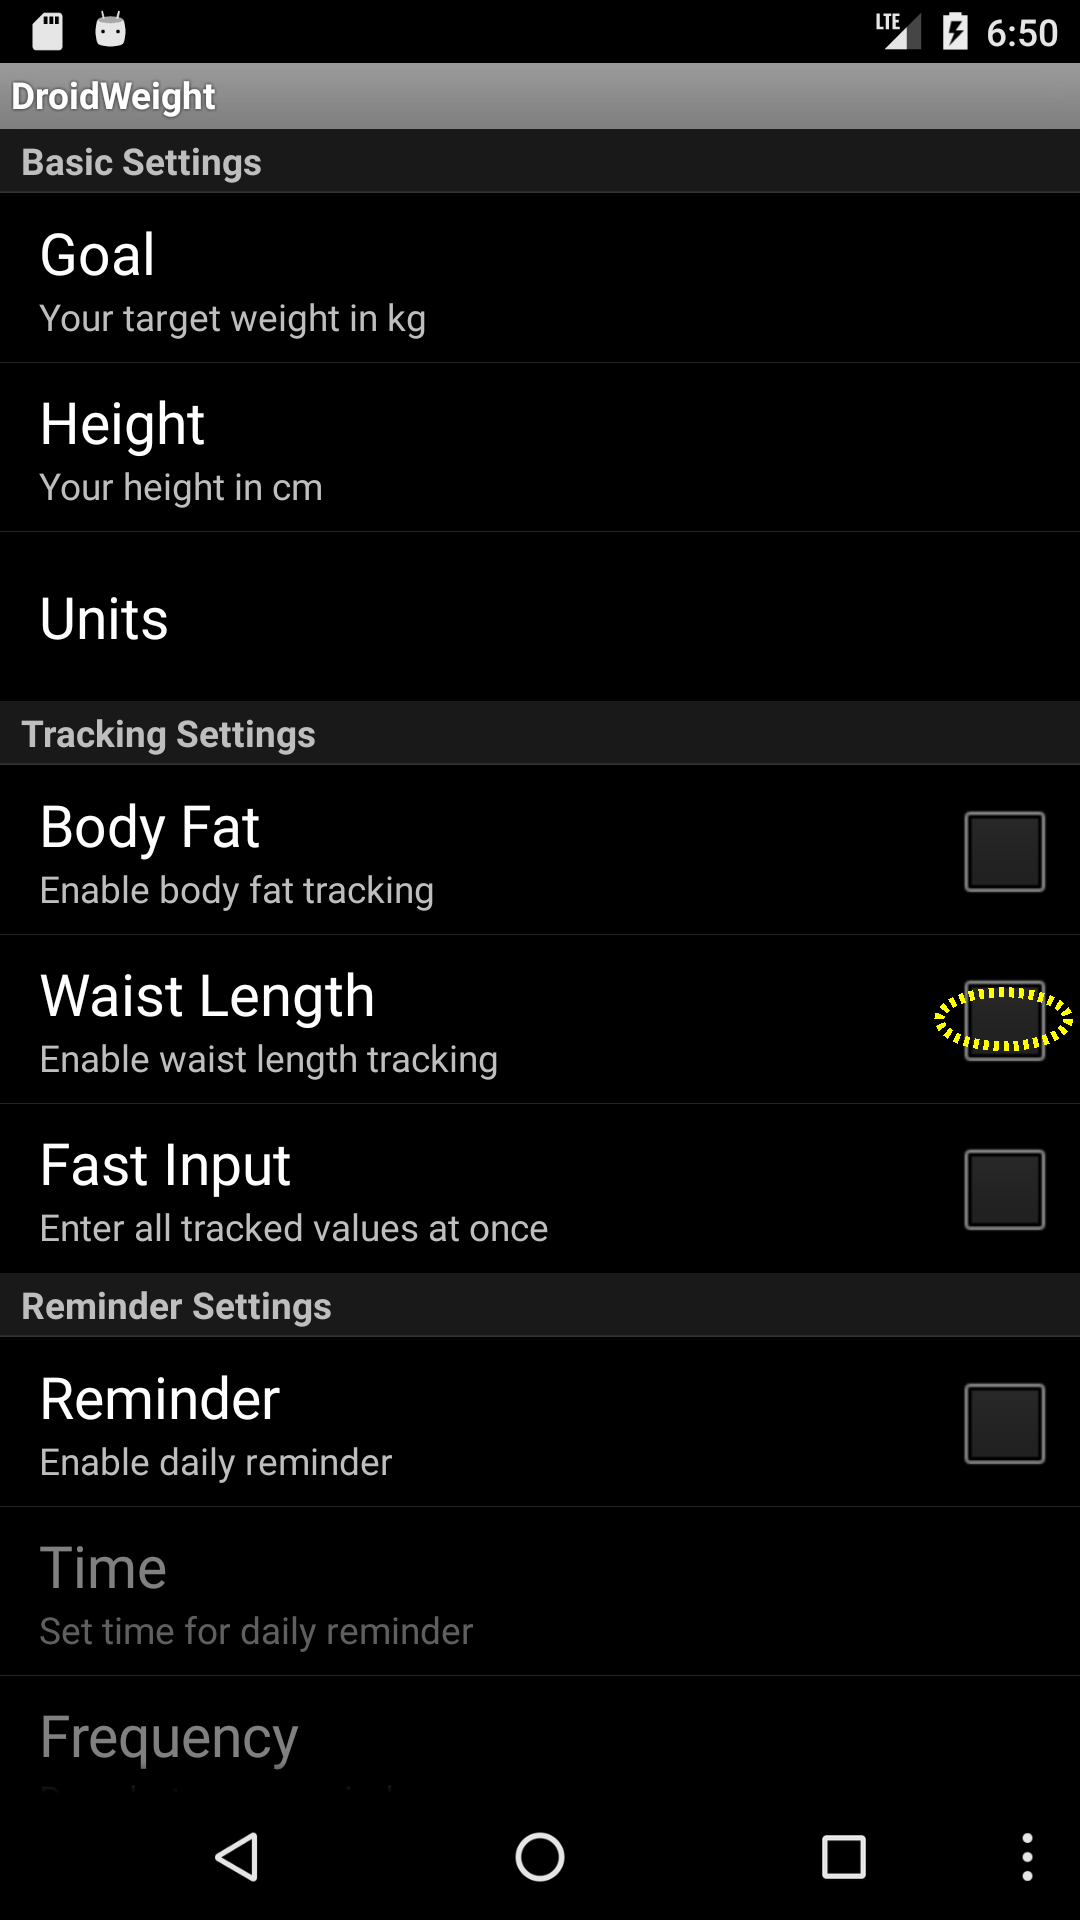 LTE 6:50
DroidWeight
Basic Settings
Goal
Your target weight in kg
Height
Your height in cm
Units
Tracking Settings
Body Fat
Enable body fat tracking
Waist Length
Enable waist length tracking
Fast Input
Enter all tracked values at once
Reminder Settings
Reminder
Enable daily reminder
Time
Set time for daily reminder
Frequency